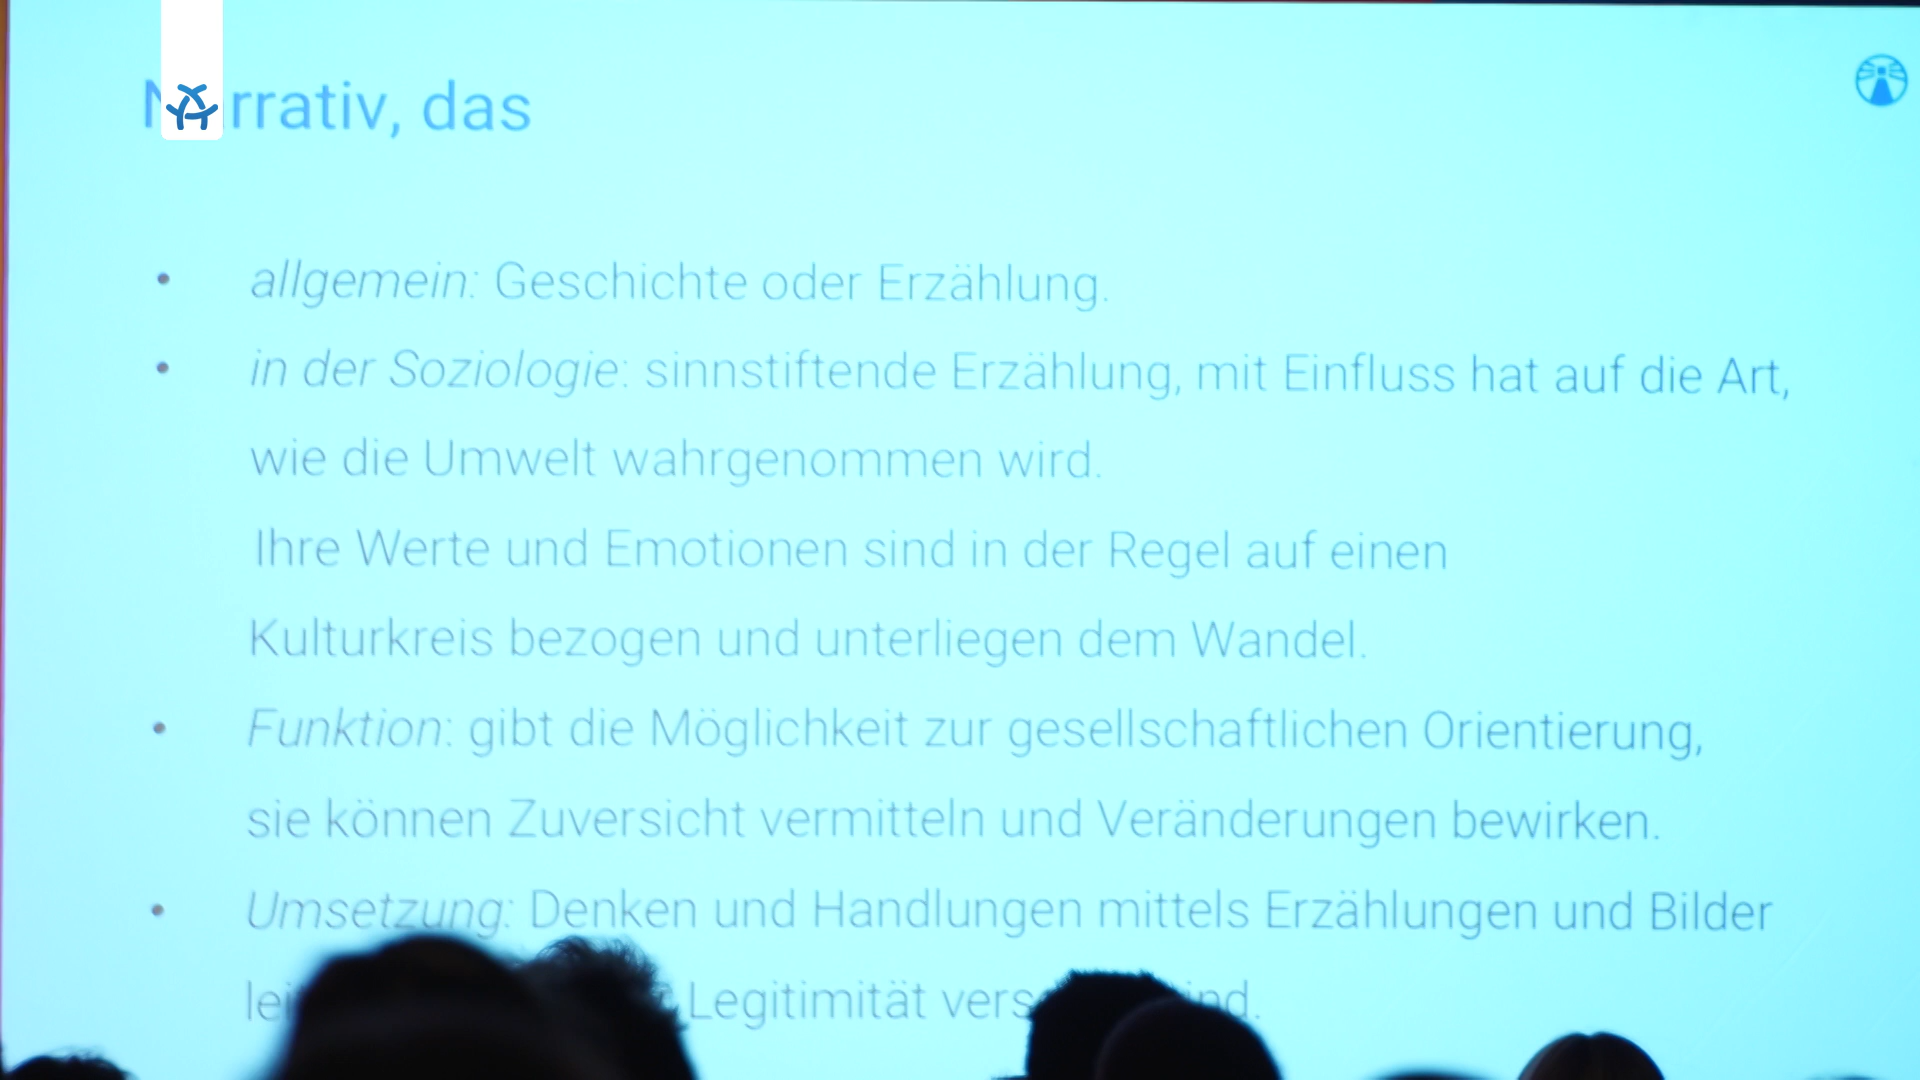 Narrativ, das
• allgemein: Geschichte oder Erzählung.
• in der Soziologie: sinnstiftende Erzählung, mit Einfluss hat auf die Art,
wie die Umwelt wahrgenommen wird.
Ihre Werte und Emotionen sind in der Regel auf einen
Kulturkreis bezogen und unterliegen dem Wandel.
• Funktion: gibt die Möglichkeit zur gesellschaftlichen Orientierung,
sie können Zuversicht vermitteln und Veränderungen bewirken.
• Umsetzung: Denken und Handlungen mittels Erzählungen und Bilder
Legitimität